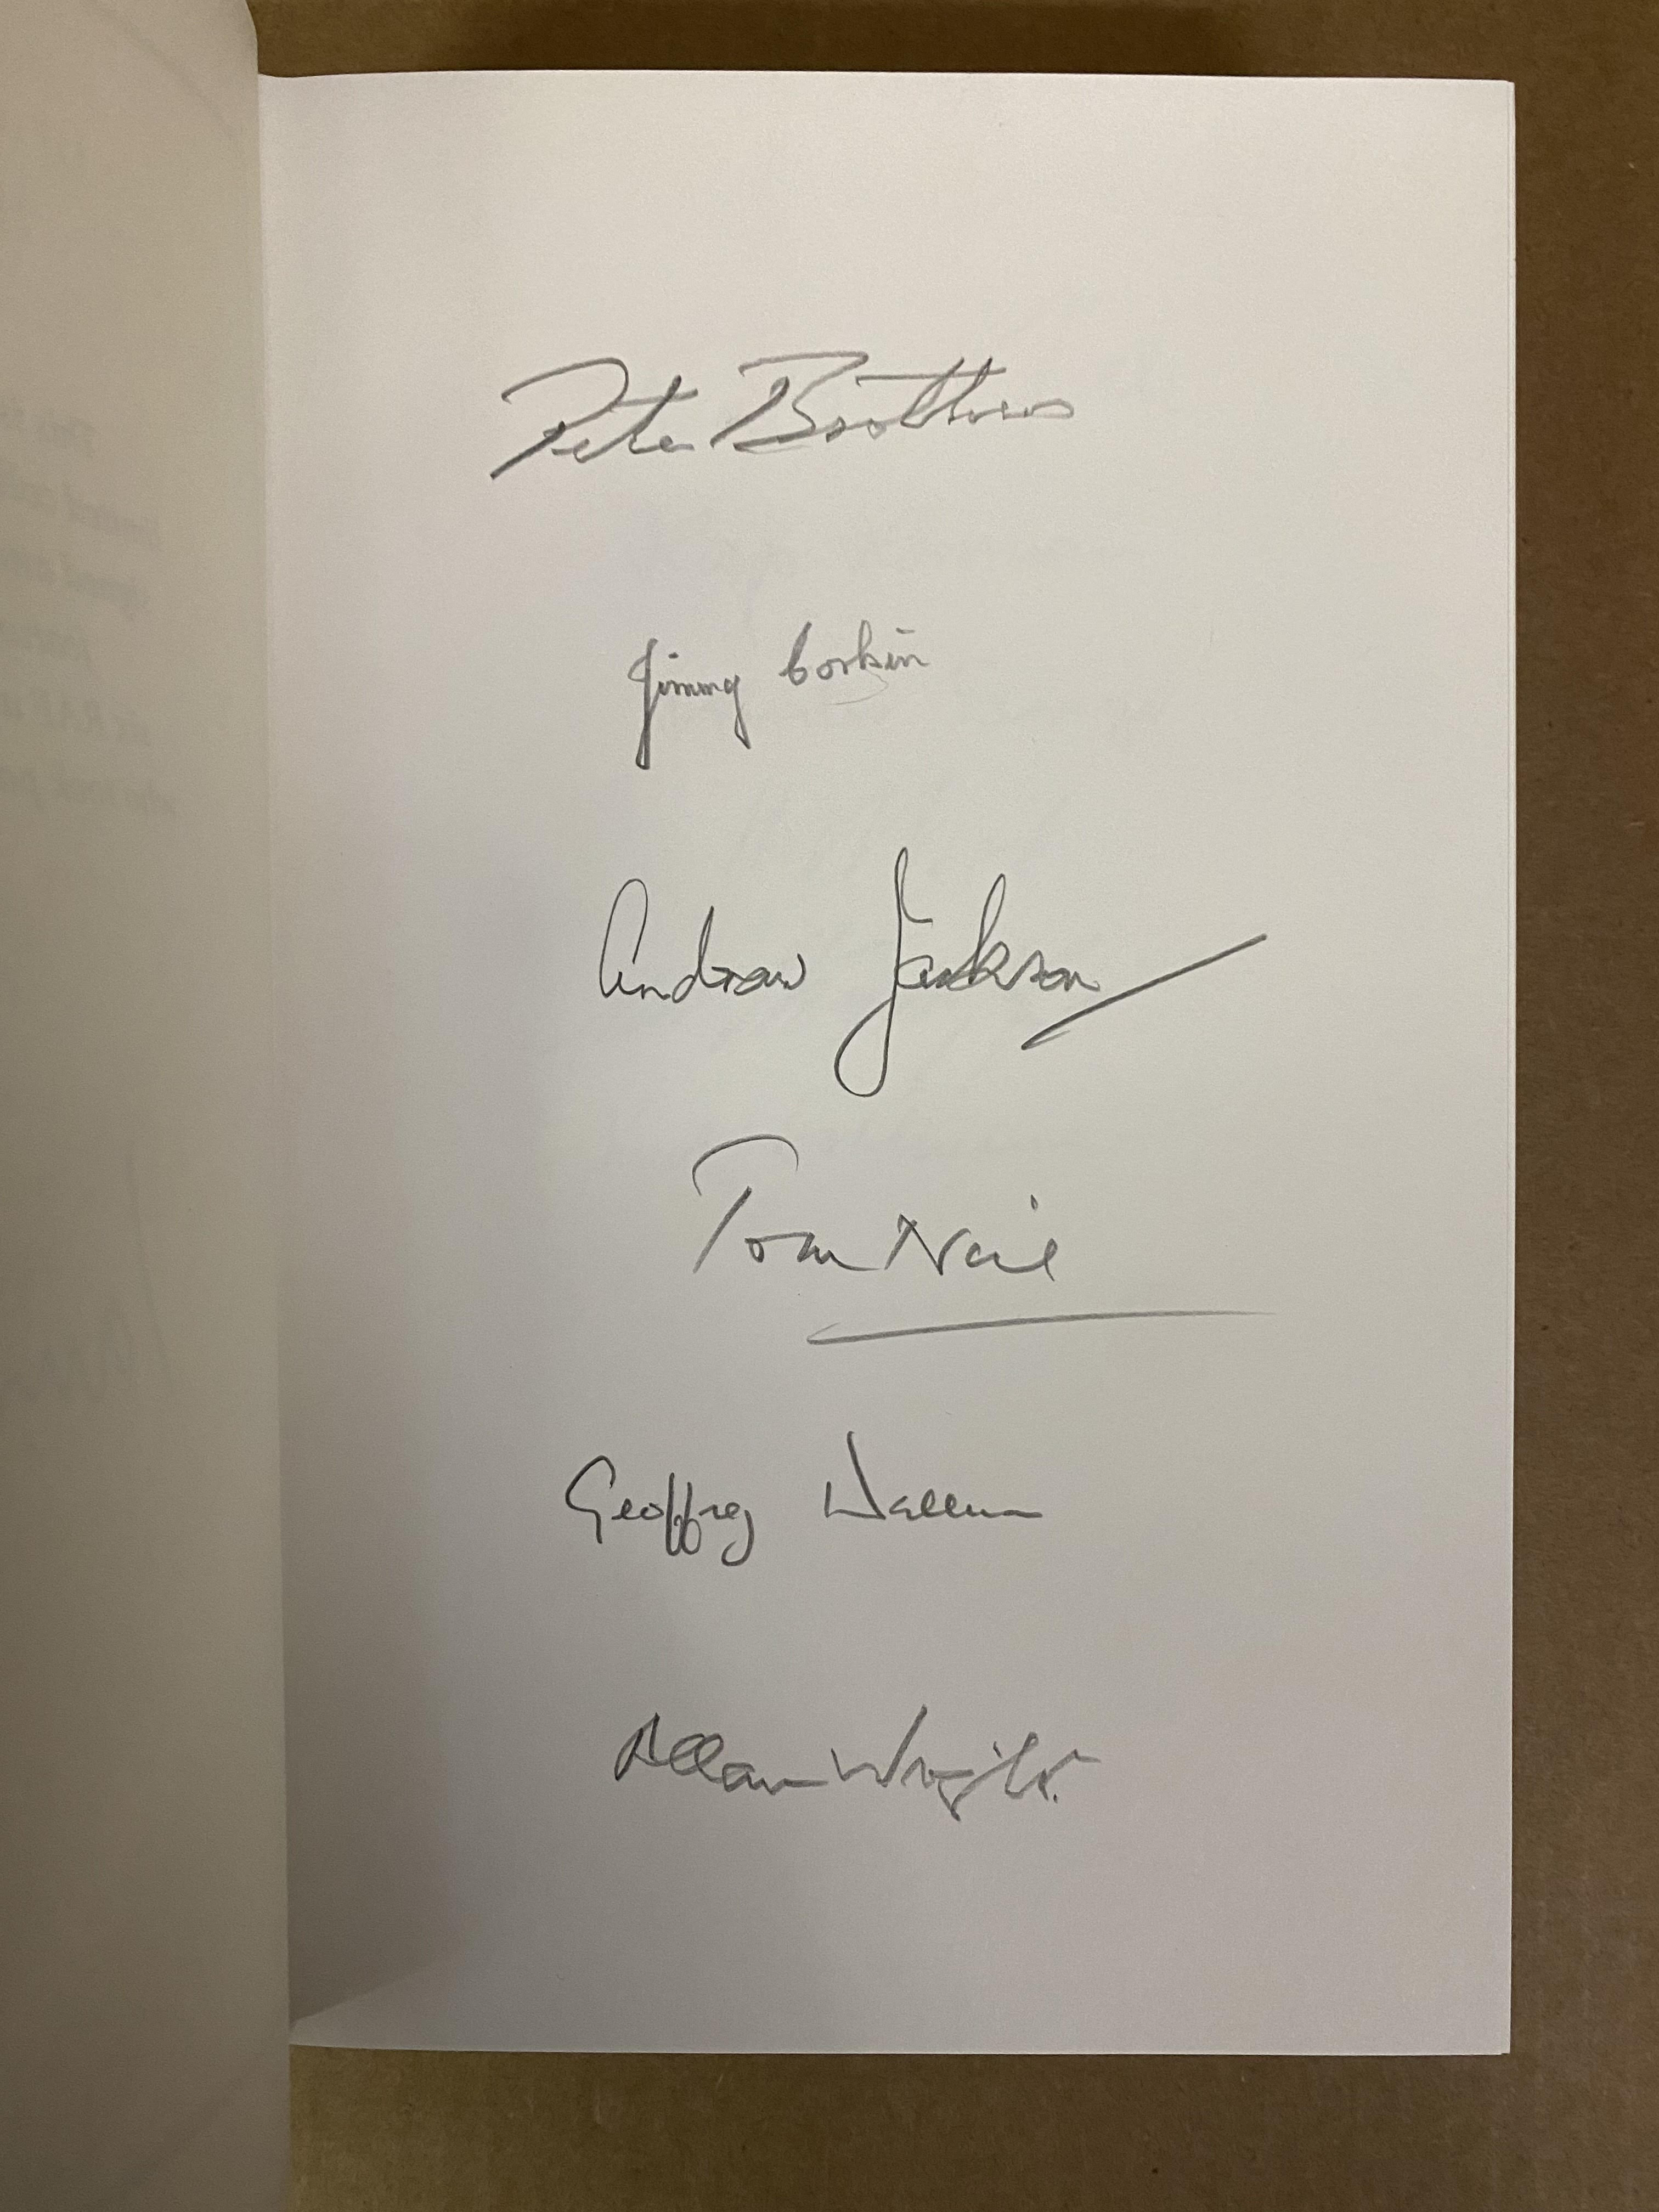 Peter Brothers
Jimmy Corkin
Andrew Jackson
Tom Neil
Geoffrey Wellum
Allan Wright.